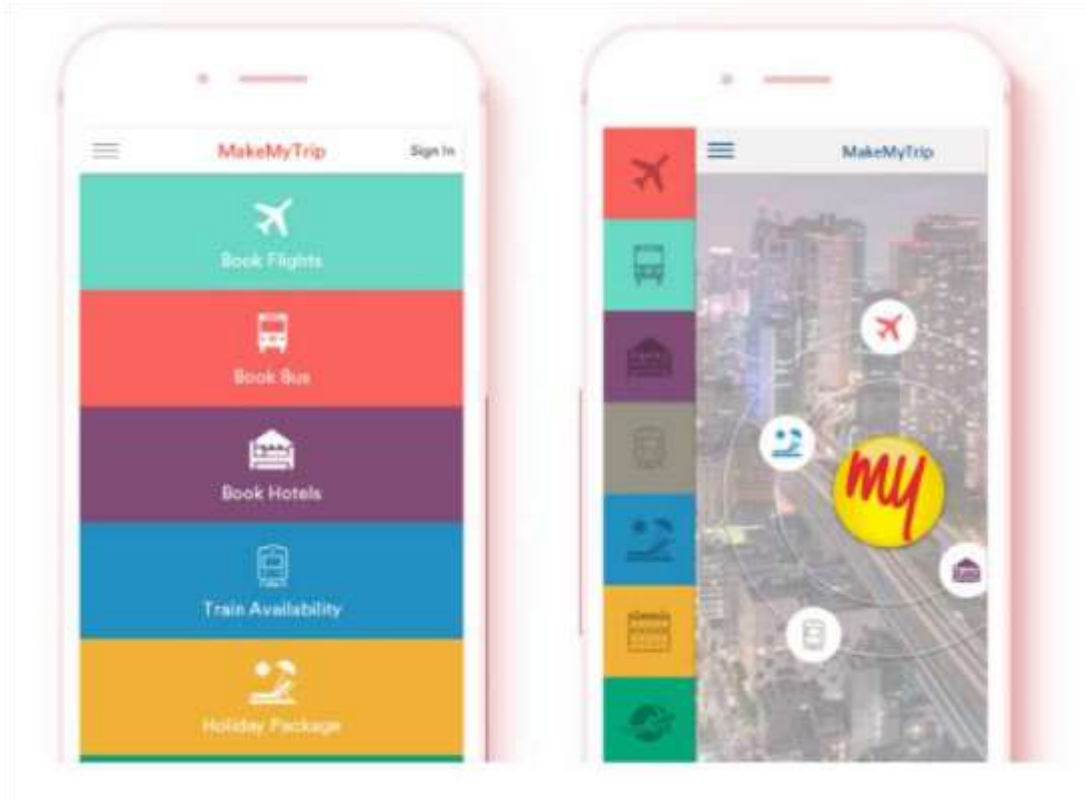 MakeMyTrip
Sign In
Book Flights
Book Bus
Book Hotels
Train Availability
Holiday Package
MakeMyTrip
my